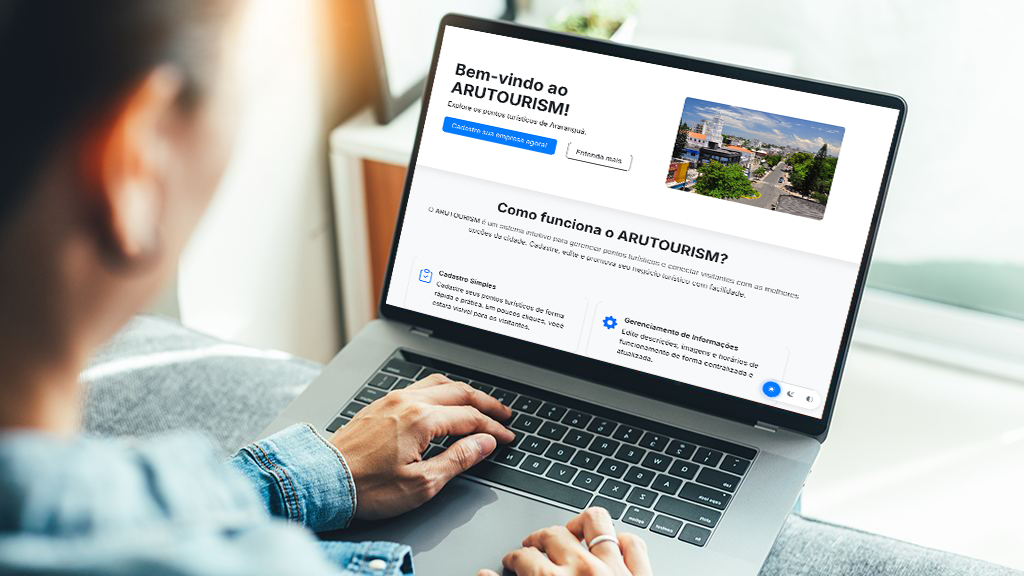 Bem-vindo ao
ARUTOURISM!
Explore os pontos turísticos de Araranguá.
Cadastre sua empresa agora!
Entenda mais
Como funciona o ARUTOURISM?
O ARUTOURISM é um sistema intuitivo para gerenciar pontos turísticos e conectar visitantes com as melhores
opções da cidade. Cadastre, edite e promova seu negócio turístico com facilidade.
Cadastro Simples
Cadastre seus pontos turísticos de forma
rápida e prática. Em poucos cliques, você
estará visível para os visitantes.
Gerenciamento de Informações
Edite descrições, imagens e horários de
funcionamento de forma centralizada e
atualizada.